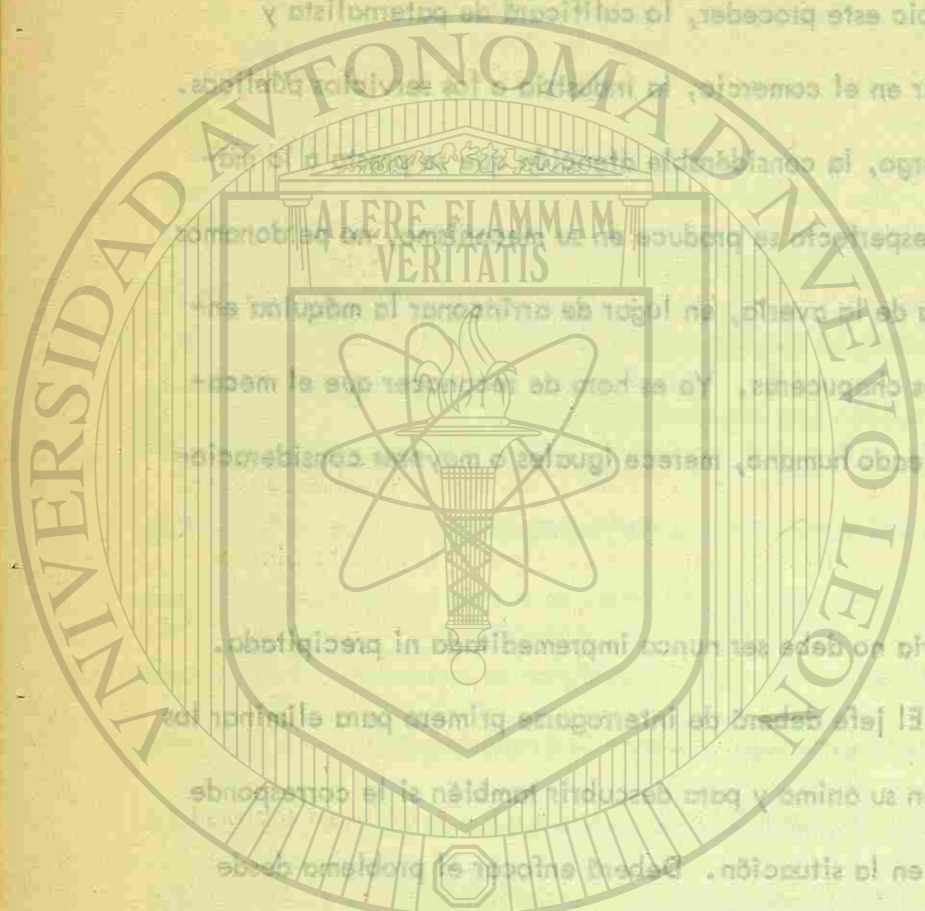 cio este proceder, lo calificará de paternalista y
r en el comercio, la industria o los servicios públicos.
rgo, la considerable atención que se presta a la má-
esperfecto se produce en su mecanismo, no perdonamos
a de la avería, en lugar de arrinconar la máquina en-
s chapuceras. Ya es hora de reconocer que el meca-
eado humano, merece iguales o mayores consideracio-
ria no debe ser nunca impremeditada ni precipitada.
El jefe deberá de interrogarse primero para eliminar los
n su ánimo y para descubrir también si le corresponde
en la situación. Deberá enfocar el problema desde
UNIVERSIDAD AUTONOMA DE NUEVO LEON
ALERE FLAMMAM
VERITATIS